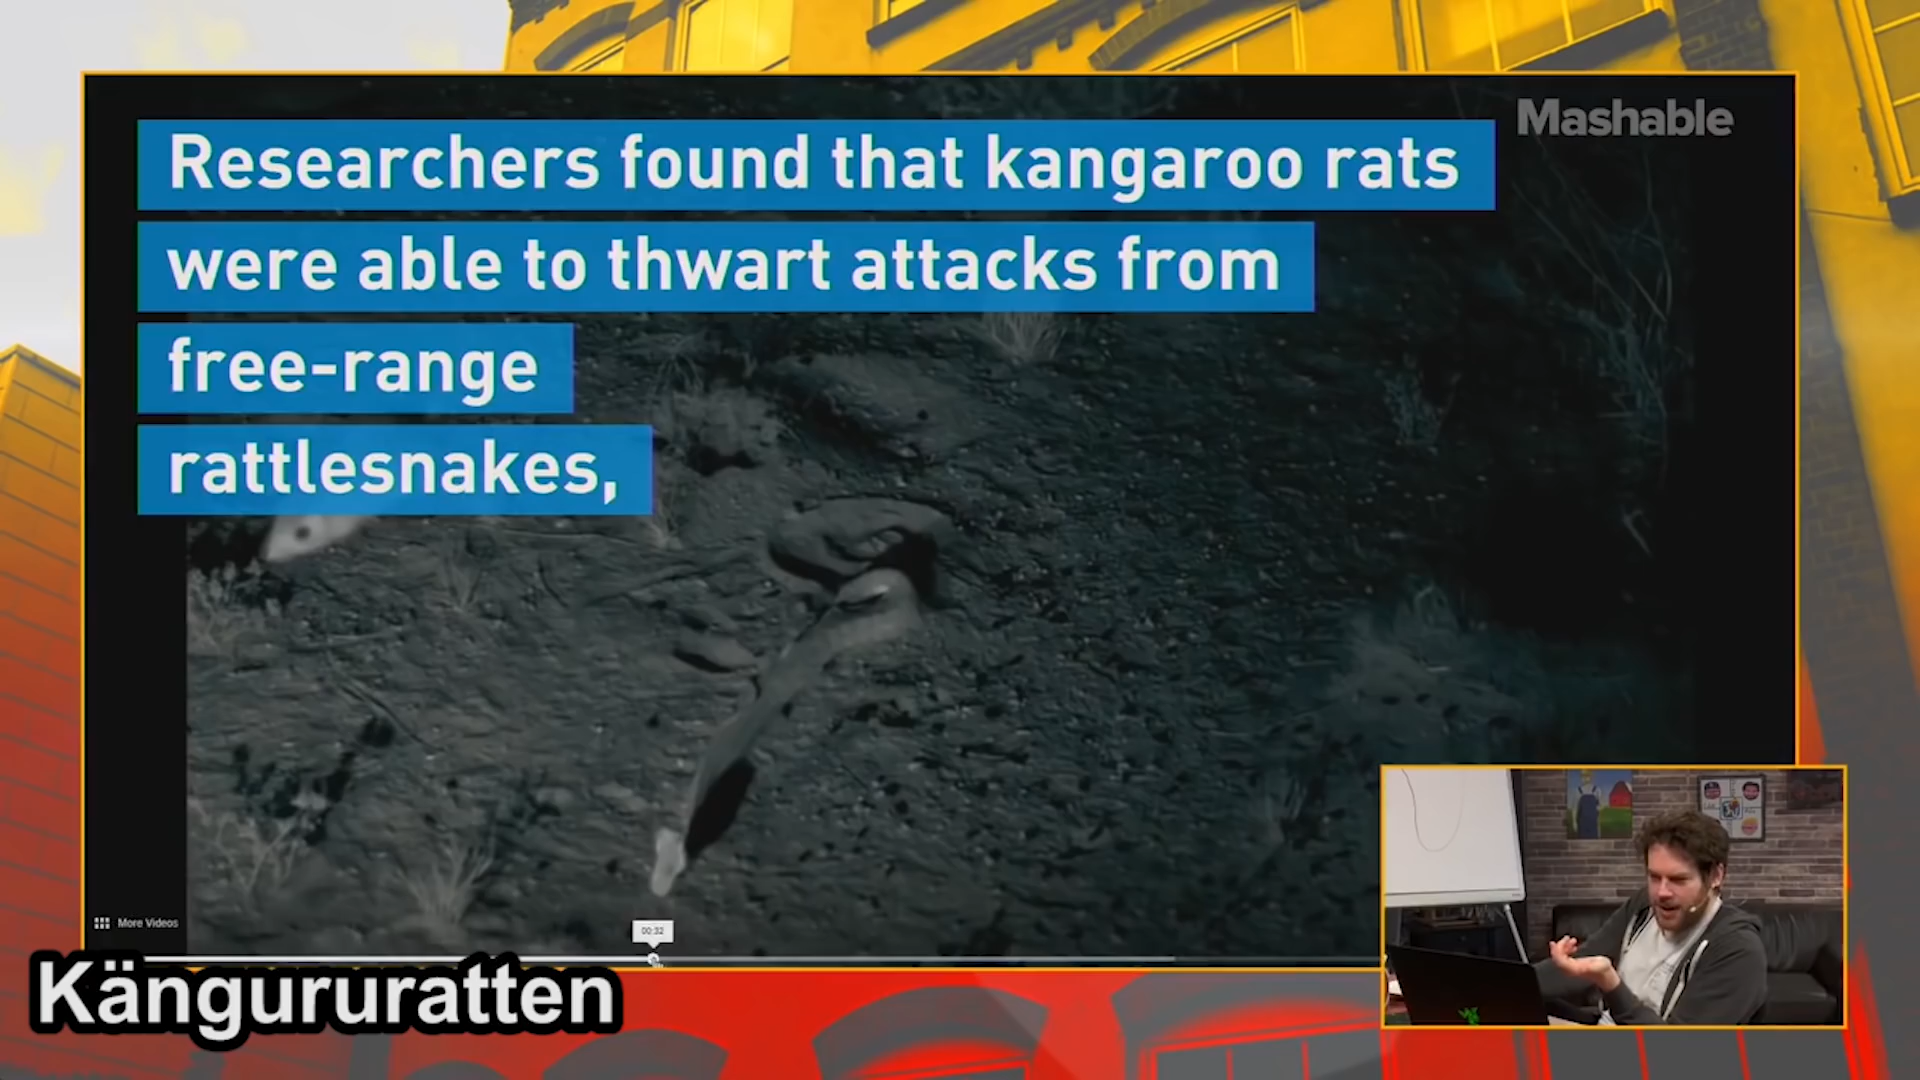 Mashable
Researchers found that kangaroo rats
were able to thwart attacks from
free-range
rattlesnakes,
More Videos
00:32
Kängururatten